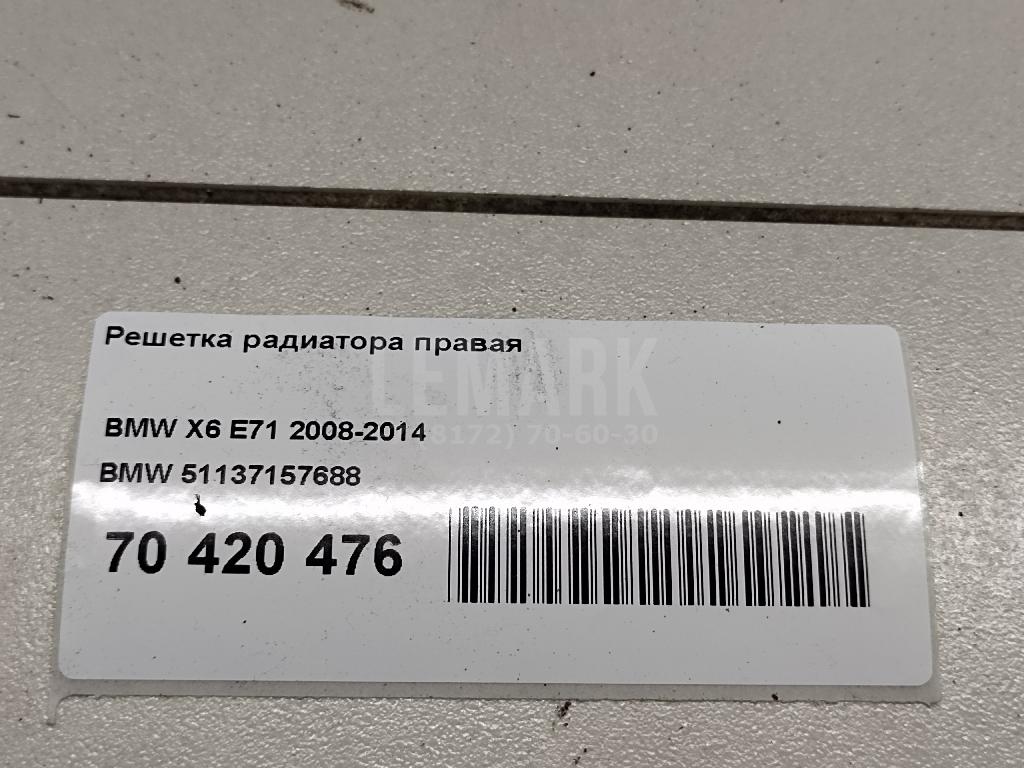 Решетка радиатора правая
LEMARK
BMW X6 E71 2008-2014
8172) 70-60-30
BMW 51137157688
70 420 476